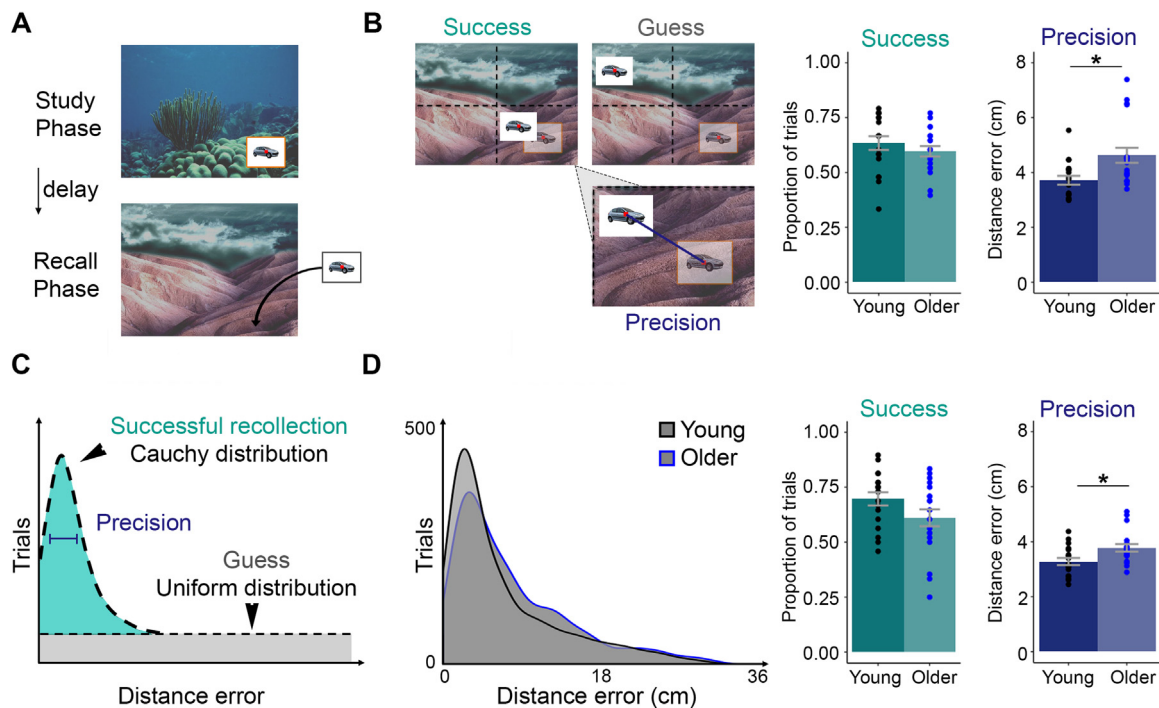 A
Study
Phase
delay
Recall
Phase
B
Success
Guess
Precision
Success
Proportion of trials
1.00
0.75
0.50
0.25
0.00
Young
Older
Precision
Distance error (cm)
8
6
4
2
0
*
Young
Older
C
Successful recollection
Cauchy distribution
Precision
Guess
Uniform distribution
Trials
Distance error
D
500
Trials
0
Young
Older
0
18
36
Distance error (cm)
Success
Proportion of trials
1.00
0.75
0.50
0.25
0.00
Young
Older
Precision
Distance error (cm)
8
6
4
2
0
*
Young
Older